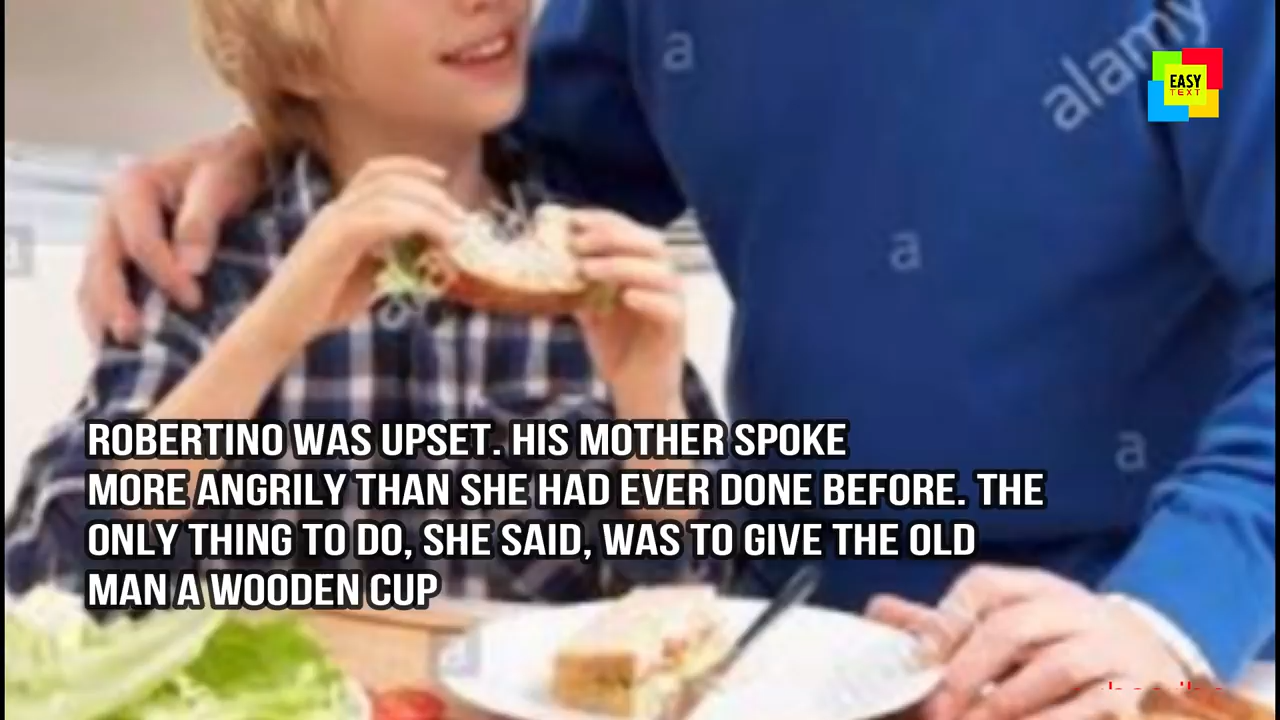 alamy
EASY
TEXT
a
a
a
a
ROBERTINO WAS UPSET. HIS MOTHER SPOKE
MORE ANGRILY THAN SHE HAD EVER DONE BEFORE. THE
ONLY THING TO DO, SHE SAID, WAS TO GIVE THE OLD
MAN A WOODEN CUP